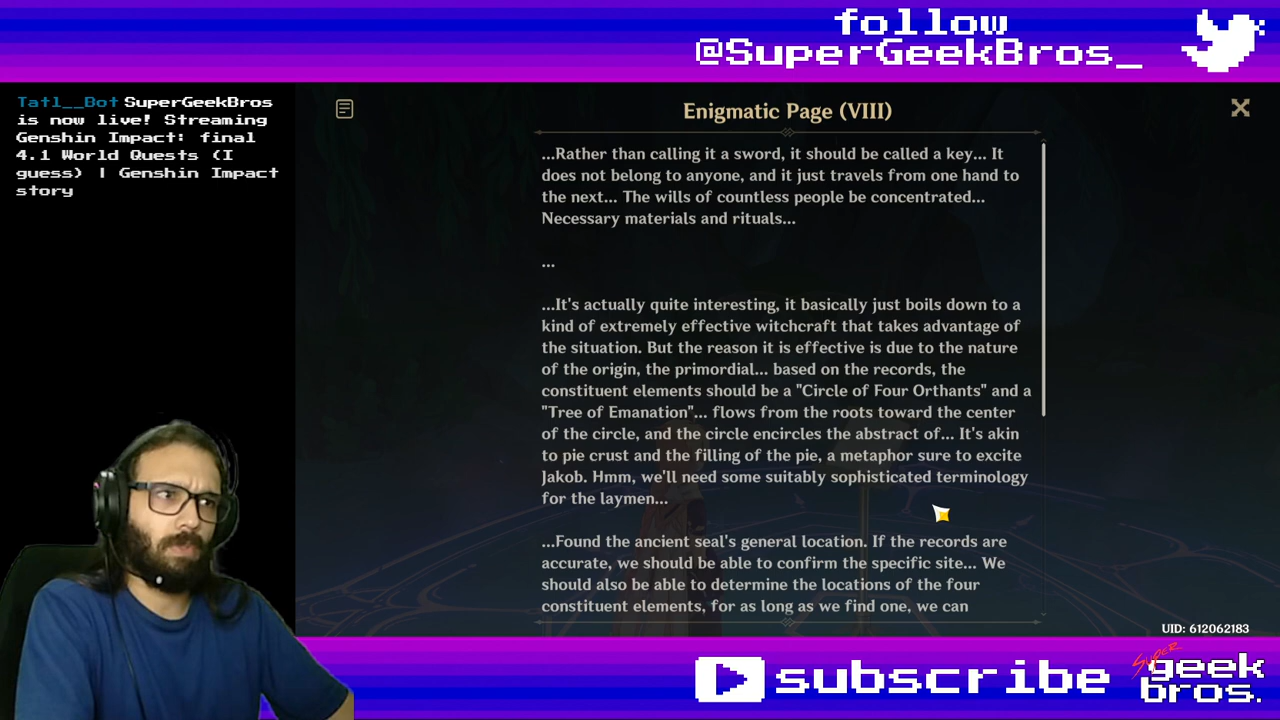 follow
@SuperGeekBros_
Tatl__Bot SuperGeekBros
is now live! Streaming
Genshin Impact: final
4.1 World Quests (I
guess) | Genshin Impact
story
Enigmatic Page (VIII)
...Rather than calling it a sword, it should be called a key... It
does not belong to anyone, and it just travels from one hand to
the next... The wills of countless people be concentrated...
Necessary materials and rituals...
...
...It's actually quite interesting, it basically just boils down to a
kind of extremely effective witchcraft that takes advantage of
the situation. But the reason it is effective is due to the nature
of the origin, the primordial... based on the records, the
constituent elements should be a "Circle of Four Orthants" and a
"Tree of Emanation"... flows from the roots toward the center
of the circle, and the circle encircles the abstract of... It's akin
to pie crust and the filling of the pie, a metaphor sure to excite
Jakob. Hmm, we'll need some suitably sophisticated terminology
for the laymen...
...Found the ancient seal's general location. If the records are
accurate, we should be able to confirm the specific site... We
should also be able to determine the locations of the four
constituent elements, for as long as we find one, we can
UID: 612062183
subscribe
super
geek
bros.